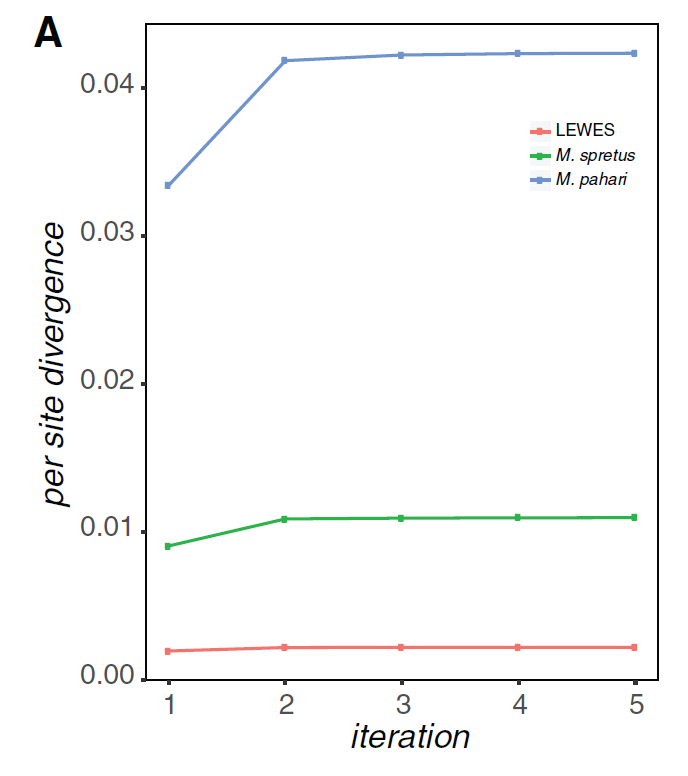 A
0.04
0.03
0.02
0.01
0.00
per site divergence
LEWES
M. spretus
M. pahari
1 2 3 4 5
iteration